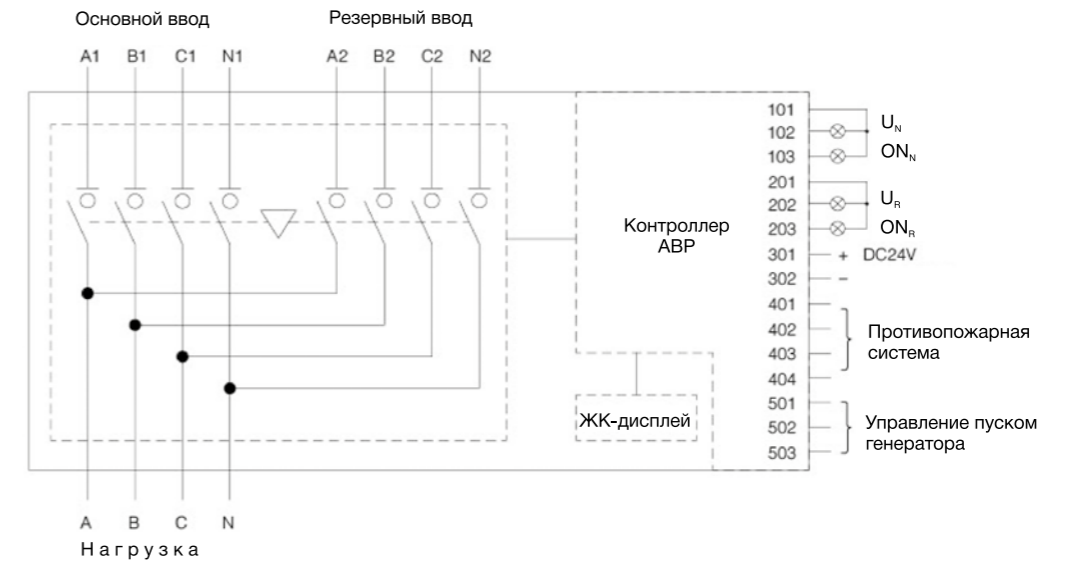 Основной ввод Резервный ввод
A1 B1 C1 N1 A2 B2 C2 N2
101
102
103
201
202
203
301
302
401
402
403
404
501
502
503
U_N
ON_N
U_R
ON_R
+ DC24V
−
Противопожарная
система
Управление пуском
генератора
Контроллер
АВР
ЖК-дисплей
A B C N
Нагрузка